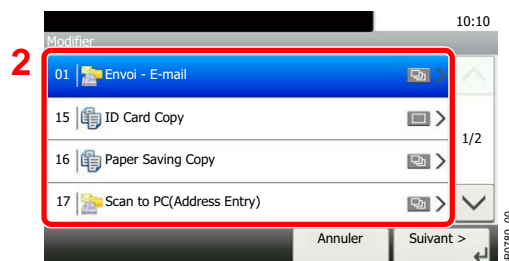 10:10
Modifier
2
01 Envoi - E-mail
15 ID Card Copy
16 Paper Saving Copy
17 Scan to PC(Address Entry)
1/2
Annuler
Suivant >
B0780_00